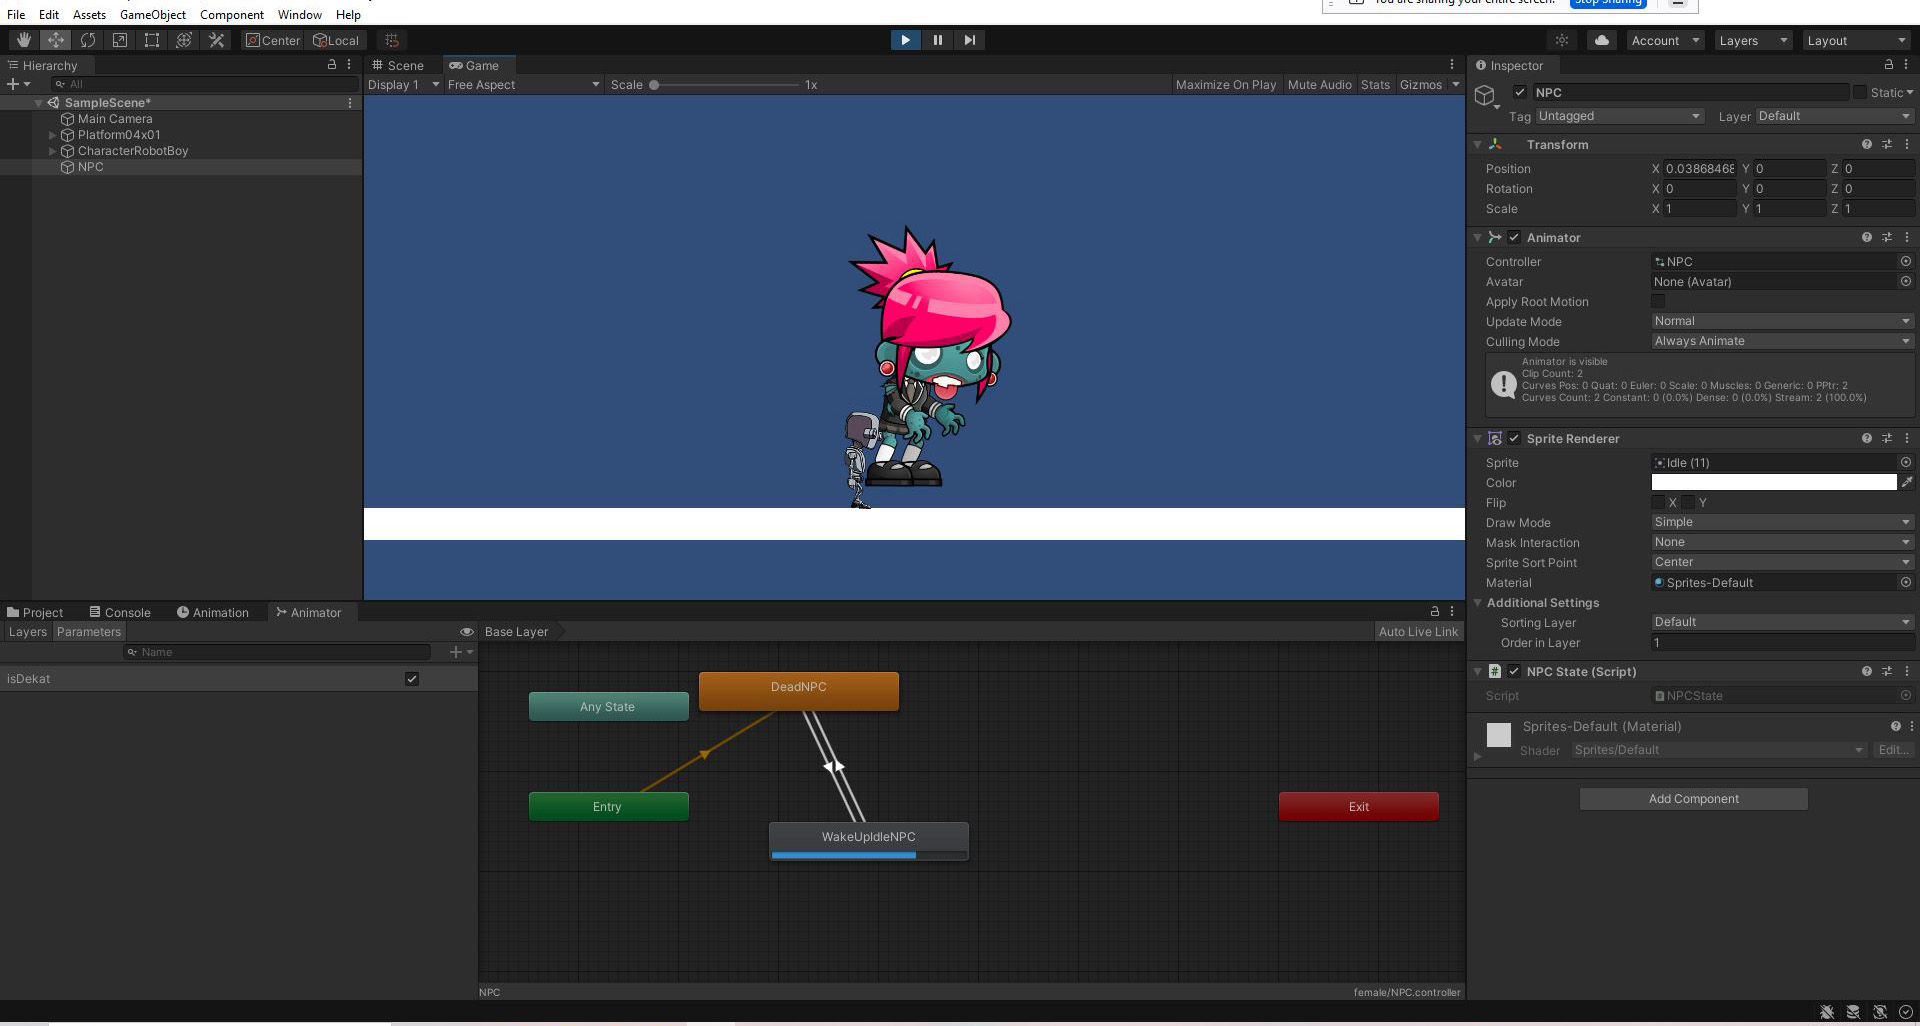 You are sharing your entire screen. Stop Sharing
File Edit Assets GameObject Component Window Help
Center Local Account Layers Layout
Hierarchy
All
SampleScene*
Main Camera
Platform04x01
CharacterRobotBoy
NPC
Scene Game
Display 1 Free Aspect Scale 1x Maximize On Play Mute Audio Stats Gizmos
Inspector
NPC Static
Tag Untagged Layer Default
Transform
Position X 0.03868468 Y 0 Z 0
Rotation X 0 Y 0 Z 0
Scale X 1 Y 1 Z 1
Animator
Controller NPC
Avatar None (Avatar)
Apply Root Motion
Update Mode Normal
Culling Mode Always Animate
Animator is visible
Clip Count: 2
Curves Pos: 0 Quat: 0 Euler: 0 Scale: 0 Muscles: 0 Generic: 0 PPtr: 2
Curves Count: 2 Constant: 0 (0.0%) Dense: 0 (0.0%) Stream: 2 (100.0%)
Sprite Renderer
Sprite Idle (11)
Color
Flip X Y
Draw Mode Simple
Mask Interaction None
Sprite Sort Point Center
Material Sprites-Default
Additional Settings
Sorting Layer Default
Order in Layer 1
NPC State (Script)
Script NPCState
Sprites-Default (Material)
Shader Sprites/Default Edit...
Add Component
Project Console Animation Animator
Layers Parameters Base Layer Auto Live Link
Name
isDekat
DeadNPC
Any State
Entry
Exit
WakeUpIdleNPC
NPC female/NPC.controller